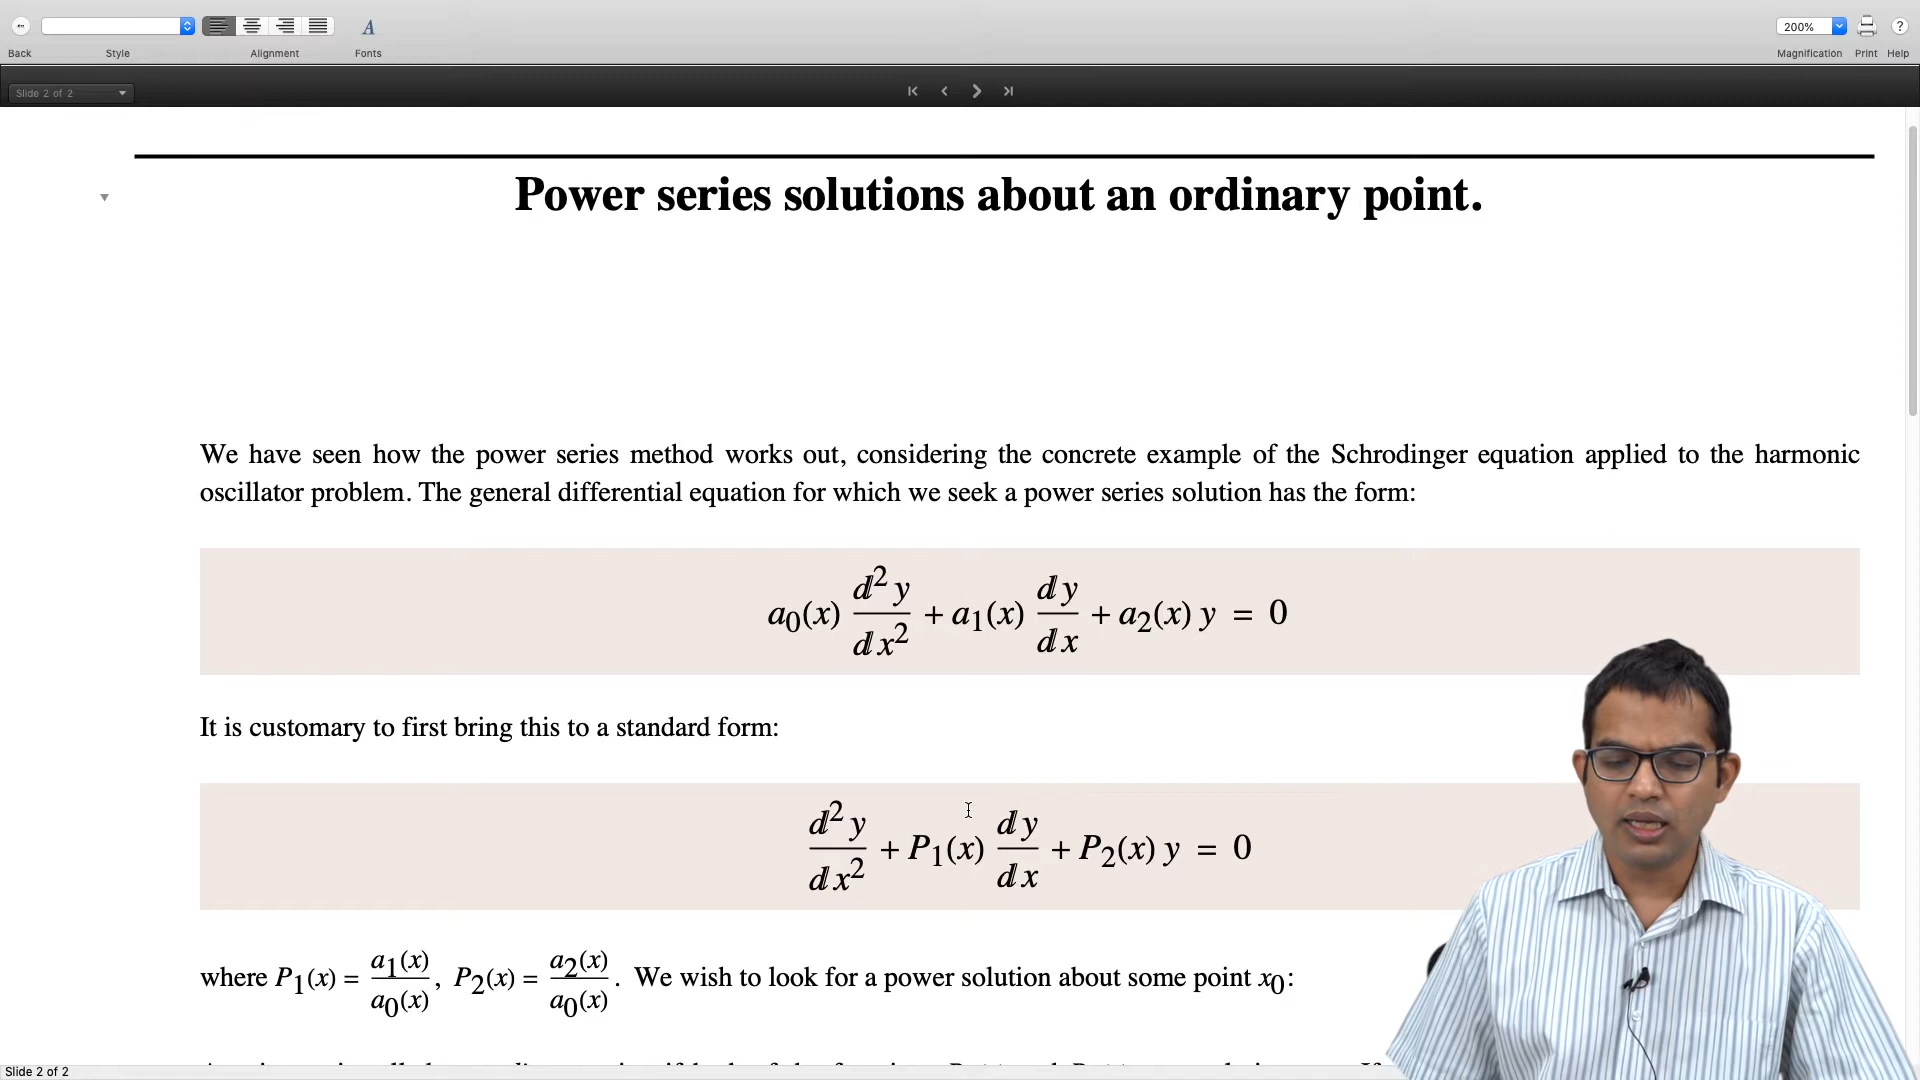 200%
Back Style Alignment Fonts Magnification Print Help
Slide 2 of 2
Power series solutions about an ordinary point.
We have seen how the power series method works out, considering the concrete example of the Schrodinger equation applied to the harmonic
oscillator problem. The general differential equation for which we seek a power series solution has the form:
a₀(x) d²y/dx² + a₁(x) dy/dx + a₂(x) y = 0
It is customary to first bring this to a standard form:
d²y/dx² + P₁(x) dy/dx + P₂(x) y = 0
where P₁(x) = a₁(x)/a₀(x), P₂(x) = a₂(x)/a₀(x). We wish to look for a power solution about some point x₀:
Slide 2 of 2